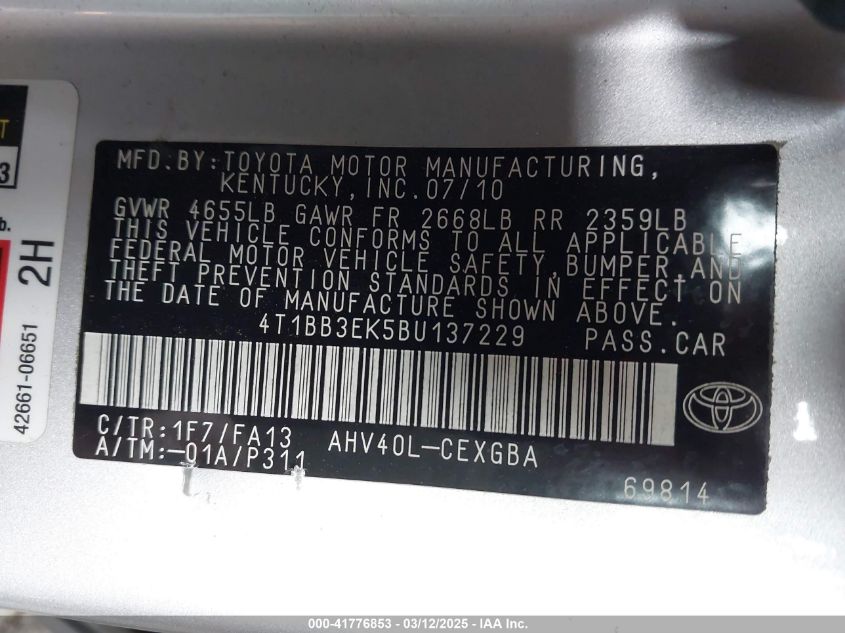 MFD.BY:TOYOTA MOTOR MANUFACTURING,
KENTUCKY,INC.07/10
GVWR 4655LB GAWR FR 2668LB RR 2359LB
THIS VEHICLE CONFORMS TO ALL APPLICABLE
FEDERAL MOTOR VEHICLE SAFETY,BUMPER,AND
THEFT PREVENTION STANDARDS IN EFFECT ON
THE DATE OF MANUFACTURE SHOWN ABOVE.
4T1BB3EK5BU137229 PASS.CAR
C/TR:1F7/FA13 AHV40L-CEXGBA
A/TM:-01A/P311
69814
T
3
b.
2H
42661-06651
000-41776853 - 03/12/2025 - IAA Inc.